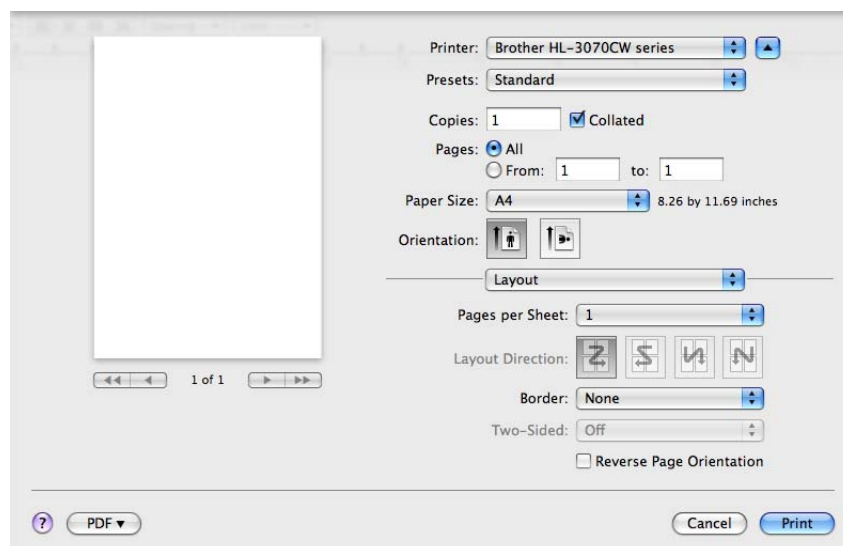 Printer: Brother HL-3070CW series
Presets: Standard
Copies: 1 Collated
Pages: All
From: 1 to: 1
Paper Size: A4 8.26 by 11.69 inches
Orientation:
Layout
Pages per Sheet: 1
Layout Direction:
1 of 1
Border: None
Two-Sided: Off
Reverse Page Orientation
? PDF ▼ Cancel Print